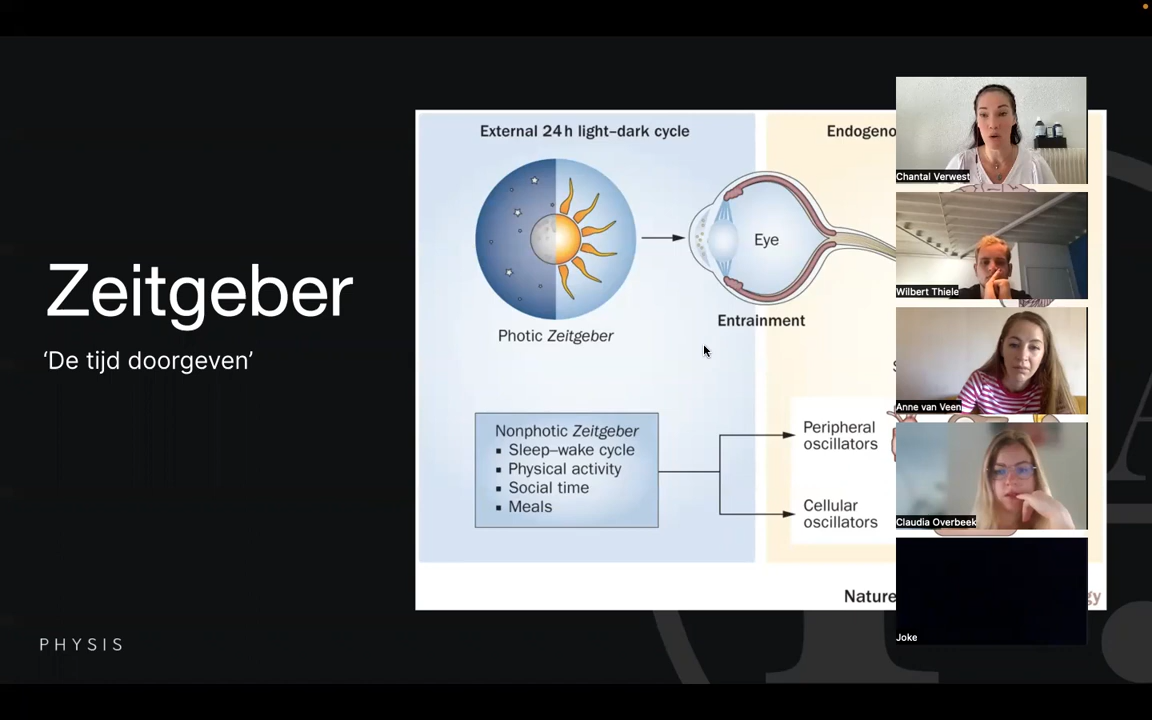 Zeitgeber
‘De tijd doorgeven’
PHYSIS
External 24 h light–dark cycle
Photic Zeitgeber
Eye
Entrainment
Nonphotic Zeitgeber
▪ Sleep–wake cycle
▪ Physical activity
▪ Social time
▪ Meals
Peripheral
oscillators
Cellular
oscillators
Nature
Chantal Verwest
Wilbert Thiele
Anne van Veen
Claudia Overbeek
Joke